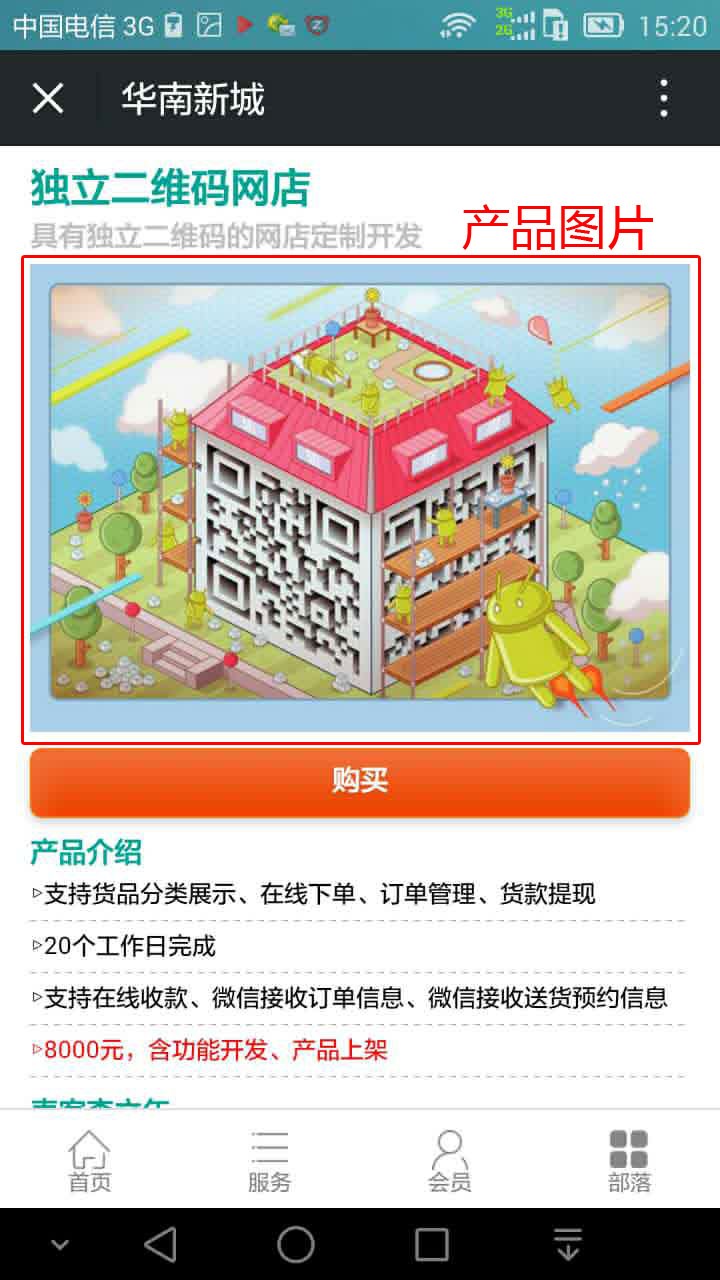 中国电信 3G
3G
2G
15:20
华南新城
独立二维码网店
具有独立二维码的网店定制开发
产品图片
购买
产品介绍
支持货品分类展示、在线下单、订单管理、货款提现
20个工作日完成
支持在线收款、微信接收订单信息、微信接收送货预约信息
8000元，含功能开发、产品上架
首页
服务
会员
部落